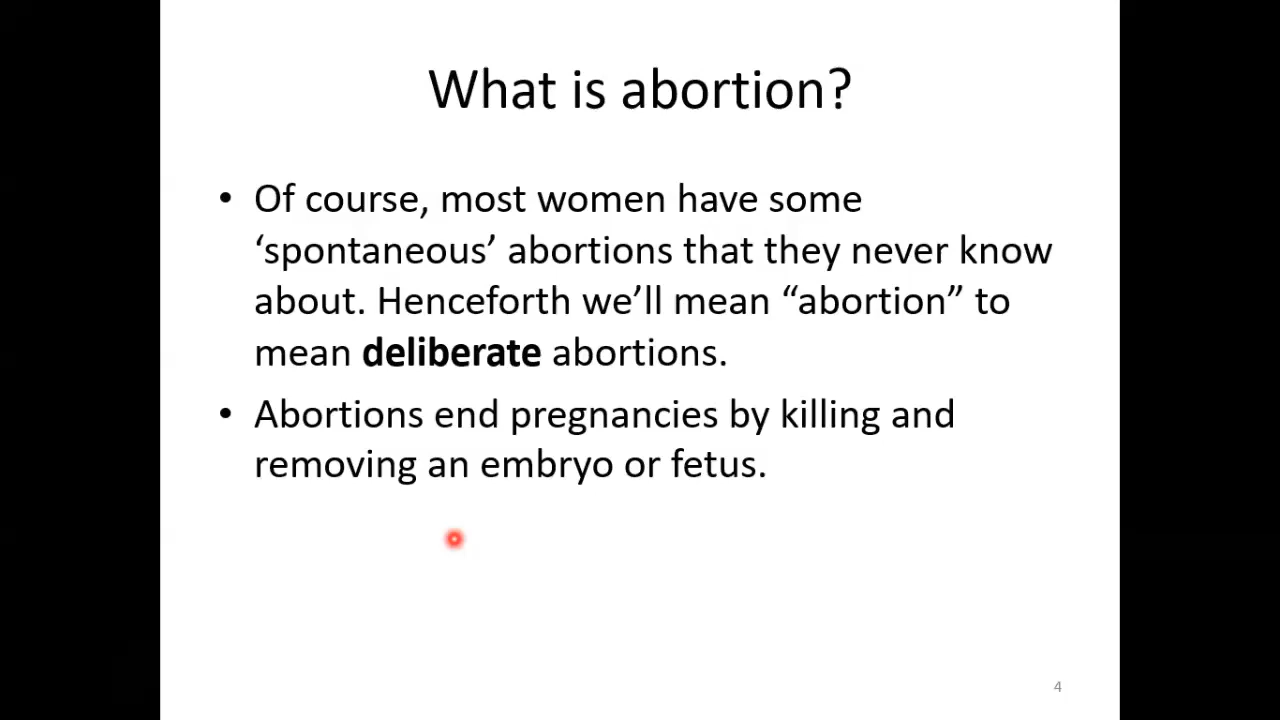 What is abortion?
• Of course, most women have some
‘spontaneous’ abortions that they never know
about. Henceforth we’ll mean “abortion” to
mean deliberate abortions.
• Abortions end pregnancies by killing and
removing an embryo or fetus.
4